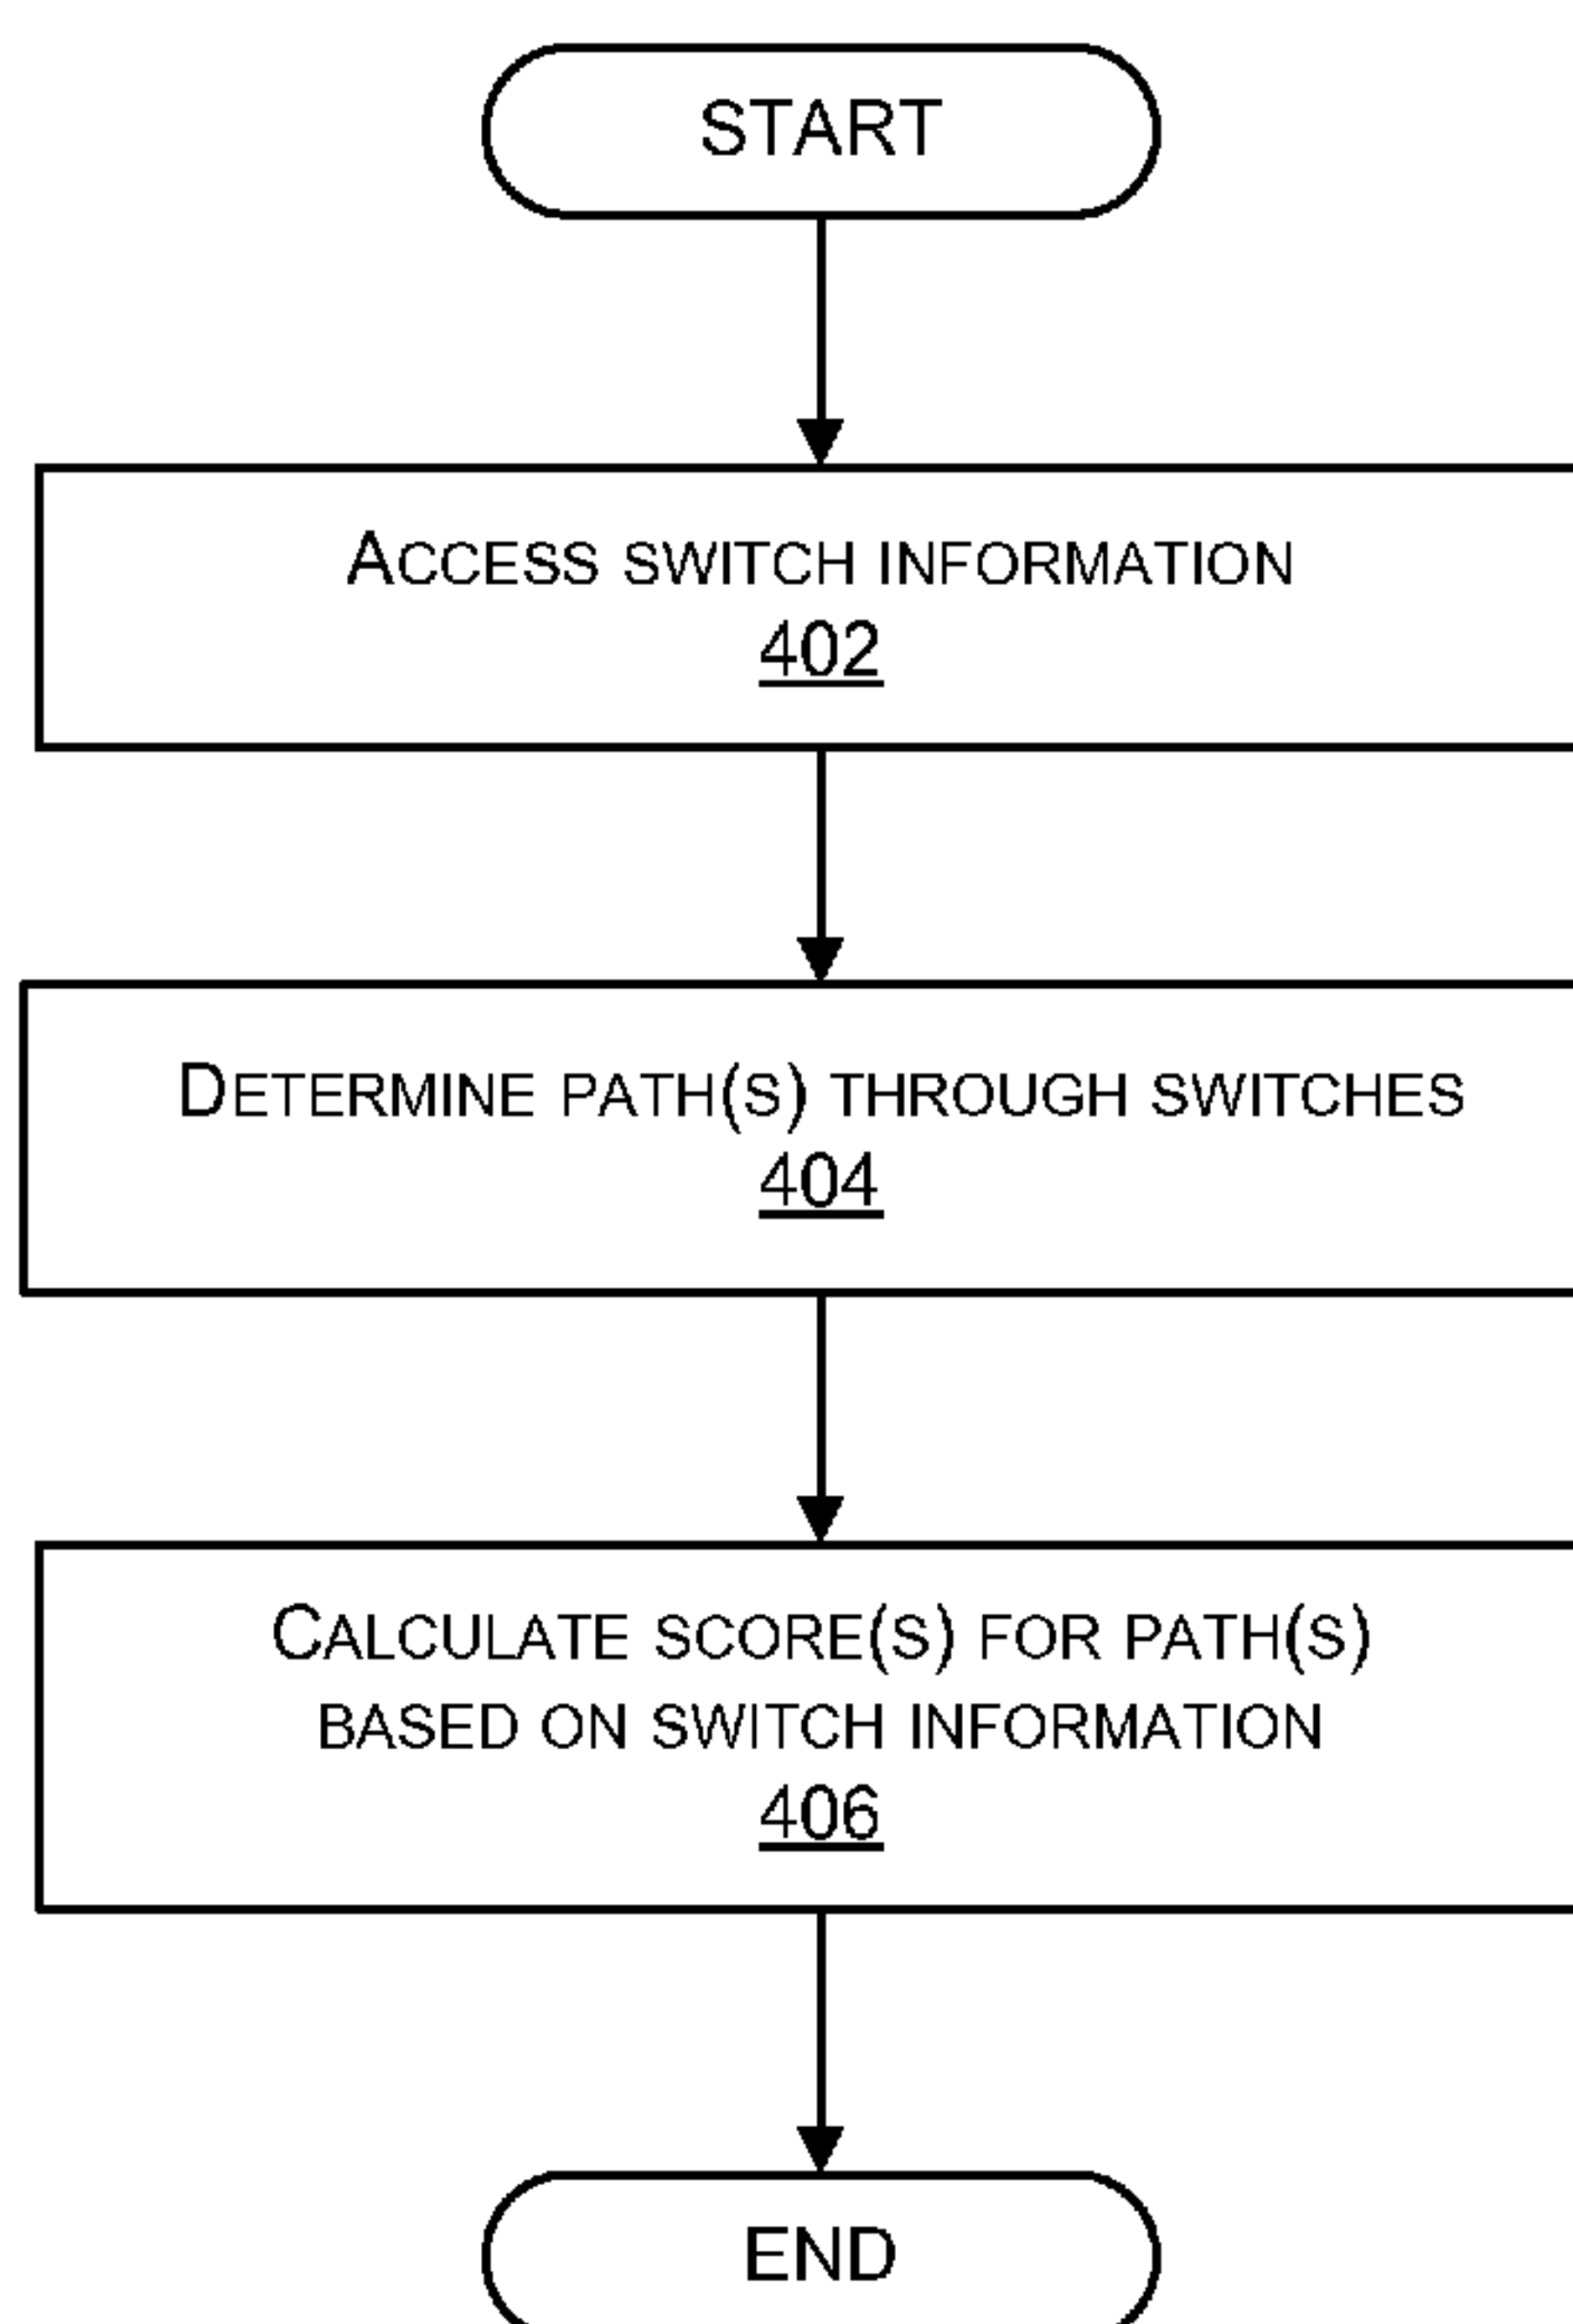 START
ACCESS SWITCH INFORMATION
402
DETERMINE PATH(S) THROUGH SWITCHES
404
CALCULATE SCORE(S) FOR PATH(S)
BASED ON SWITCH INFORMATION
406
END